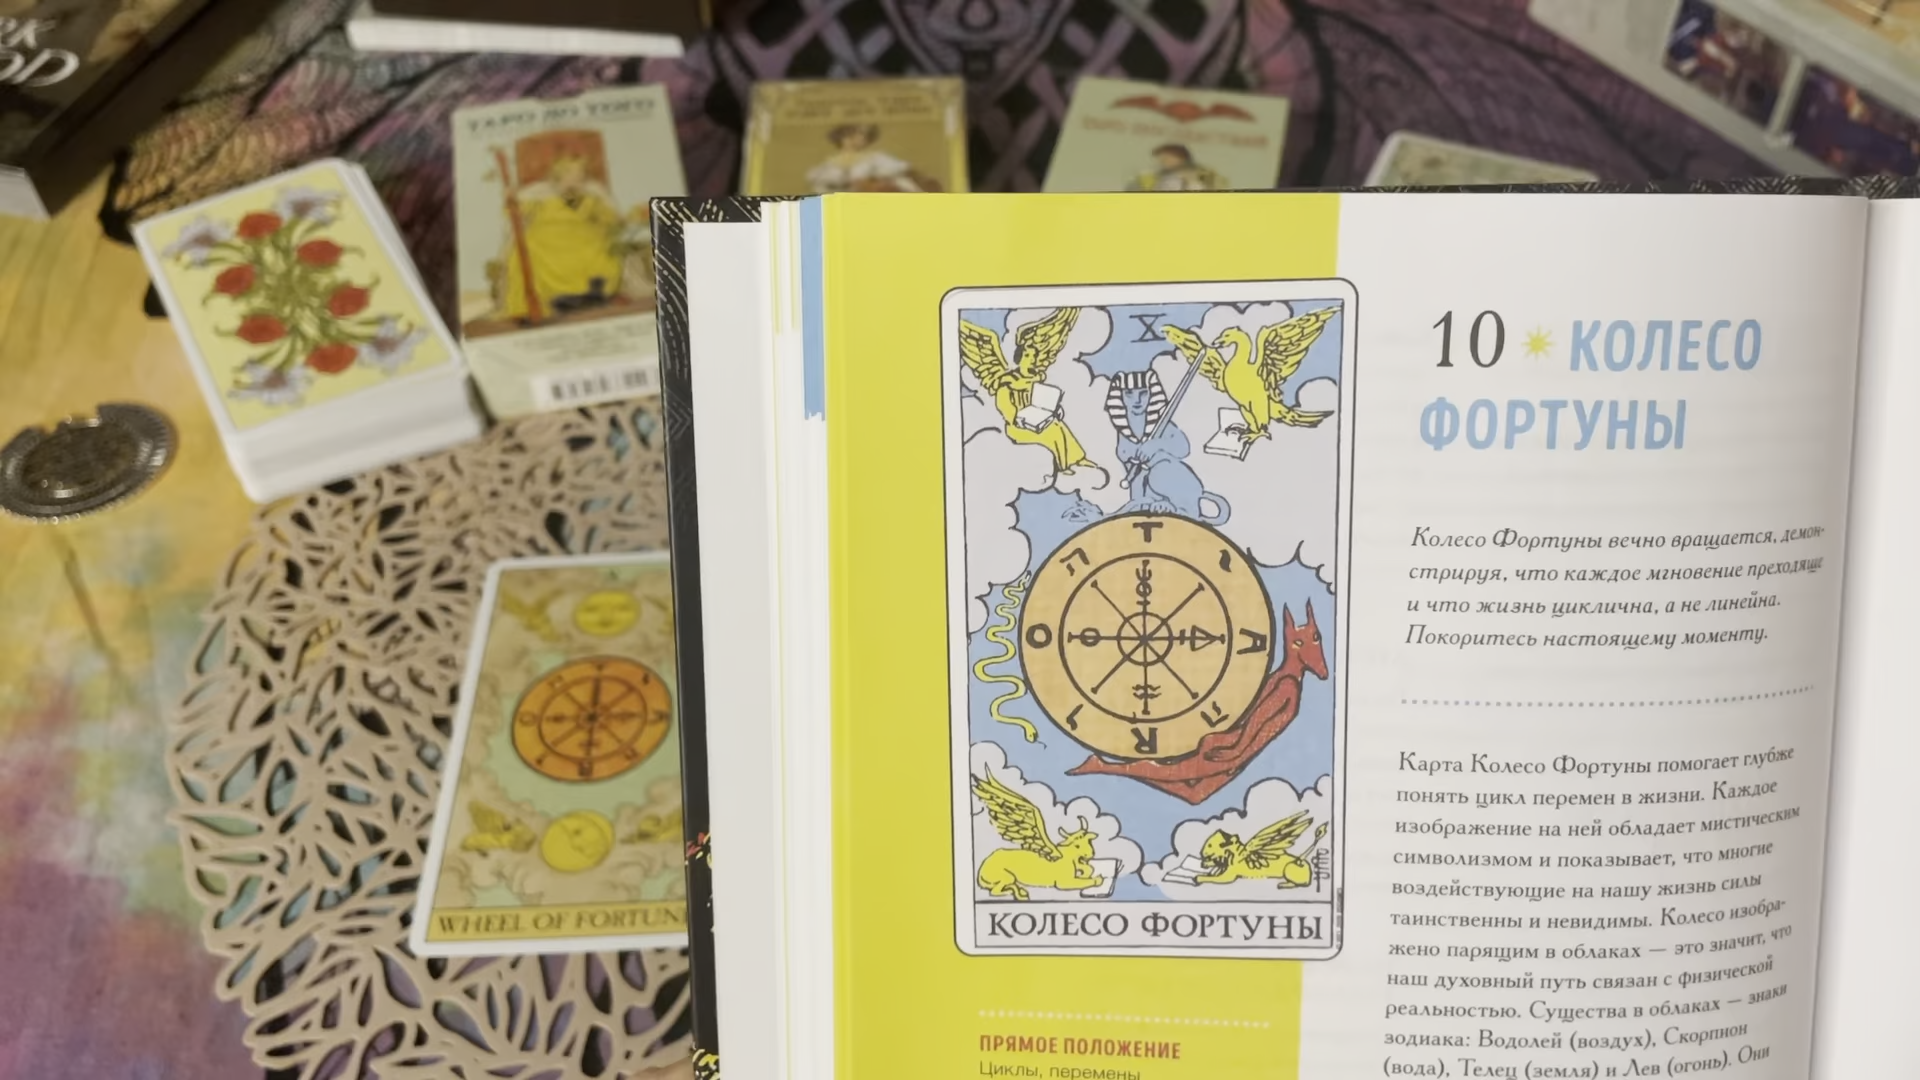 ТАРО ДО ТОГО
WHEEL OF FORTUN
X
T
A
R
O
КОЛЕСО ФОРТУНЫ
ПРЯМОЕ ПОЛОЖЕНИЕ
Циклы, перемены
10 КОЛЕСО
ФОРТУНЫ
Колесо Фортуны вечно вращается, демон-
стрируя, что каждое мгновение преходяще
и что жизнь циклична, а не линейна.
Покоритесь настоящему моменту.
Карта Колесо Фортуны помогает глубже
понять цикл перемен в жизни. Каждое
изображение на ней обладает мистическим
символизмом и показывает, что многие
воздействующие на нашу жизнь силы
таинственны и невидимы. Колесо изобра-
жено парящим в облаках — это значит, что
наш духовный путь связан с физической
реальностью. Существа в облаках — знаки
зодиака: Водолей (воздух), Скорпион
(вода), Телец (земля) и Лев (огонь). Они